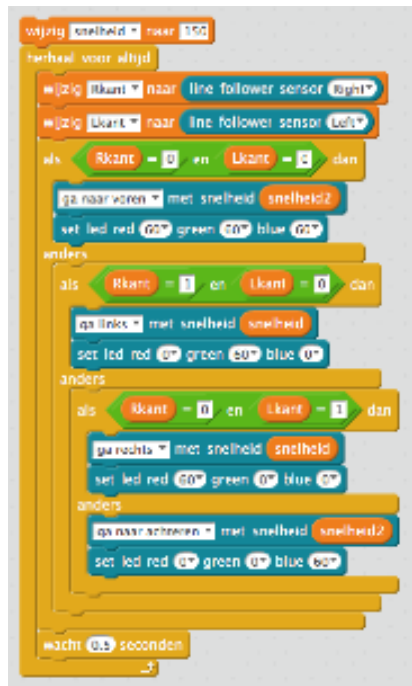 wijzig snelheid naar 150
herhaal voor altijd
wijzig Rkant naar line follower sensor Right
wijzig Lkant naar line follower sensor Left
als Rkant = 0 en Lkant = 0 dan
ga naar voren met snelheid snelheid2
set led red 60 green 60 blue 60
anders
als Rkant = 1 en Lkant = 0 dan
ga links met snelheid snelheid
set led red 0 green 60 blue 0
anders
als Rkant = 0 en Lkant = 1 dan
ga rechts met snelheid snelheid
set led red 60 green 0 blue 0
anders
ga naar achteren met snelheid snelheid2
set led red 0 green 0 blue 60
wacht 0.5 seconden